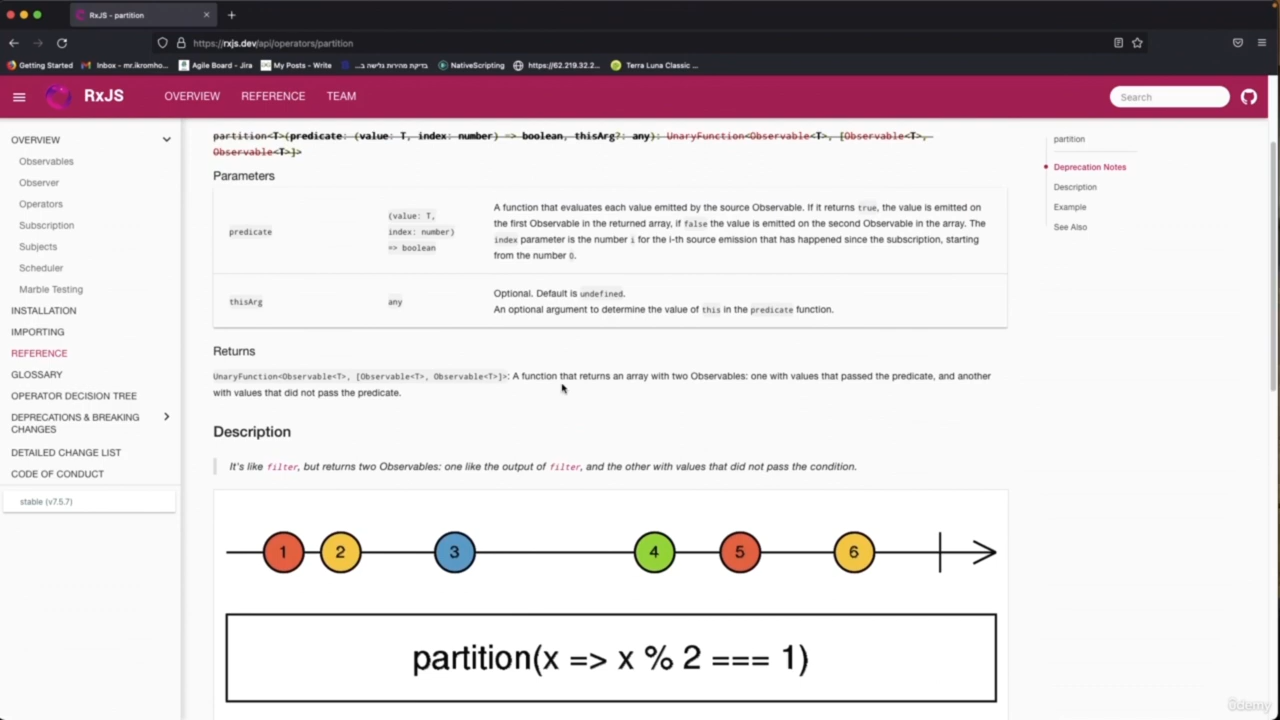 RxJS - partition
https://rxjs.dev/api/operators/partition
Getting Started
Inbox - mr.ikromho...
Agile Board - Jira
My Posts - Write
בדיקת מהירות גלישה ב...
NativeScripting
https://62.219.32.2...
Terra Luna Classic ...
RxJS
OVERVIEW
REFERENCE
TEAM
Search
OVERVIEW
Observables
Observer
Operators
Subscription
Subjects
Scheduler
Marble Testing
INSTALLATION
IMPORTING
REFERENCE
GLOSSARY
OPERATOR DECISION TREE
DEPRECATIONS & BREAKING
CHANGES
DETAILED CHANGE LIST
CODE OF CONDUCT
stable (v7.5.7)
partition<T>(predicate: (value: T, index: number) => boolean, thisArg?: any): UnaryFunction<Observable<T>, [Observable<T>,
Observable<T>]>
Parameters
predicate
(value: T,
index: number)
=> boolean
A function that evaluates each value emitted by the source Observable. If it returns true, the value is emitted on
the first Observable in the returned array, if false the value is emitted on the second Observable in the array. The
index parameter is the number i for the i-th source emission that has happened since the subscription, starting
from the number 0.
thisArg
any
Optional. Default is undefined.
An optional argument to determine the value of this in the predicate function.
Returns
UnaryFunction<Observable<T>, [Observable<T>, Observable<T>]>: A function that returns an array with two Observables: one with values that passed the predicate, and another
with values that did not pass the predicate.
Description
It's like filter, but returns two Observables: one like the output of filter, and the other with values that did not pass the condition.
1 2 3 4 5 6
partition(x => x % 2 === 1)
partition
Deprecation Notes
Description
Example
See Also
ûdemy